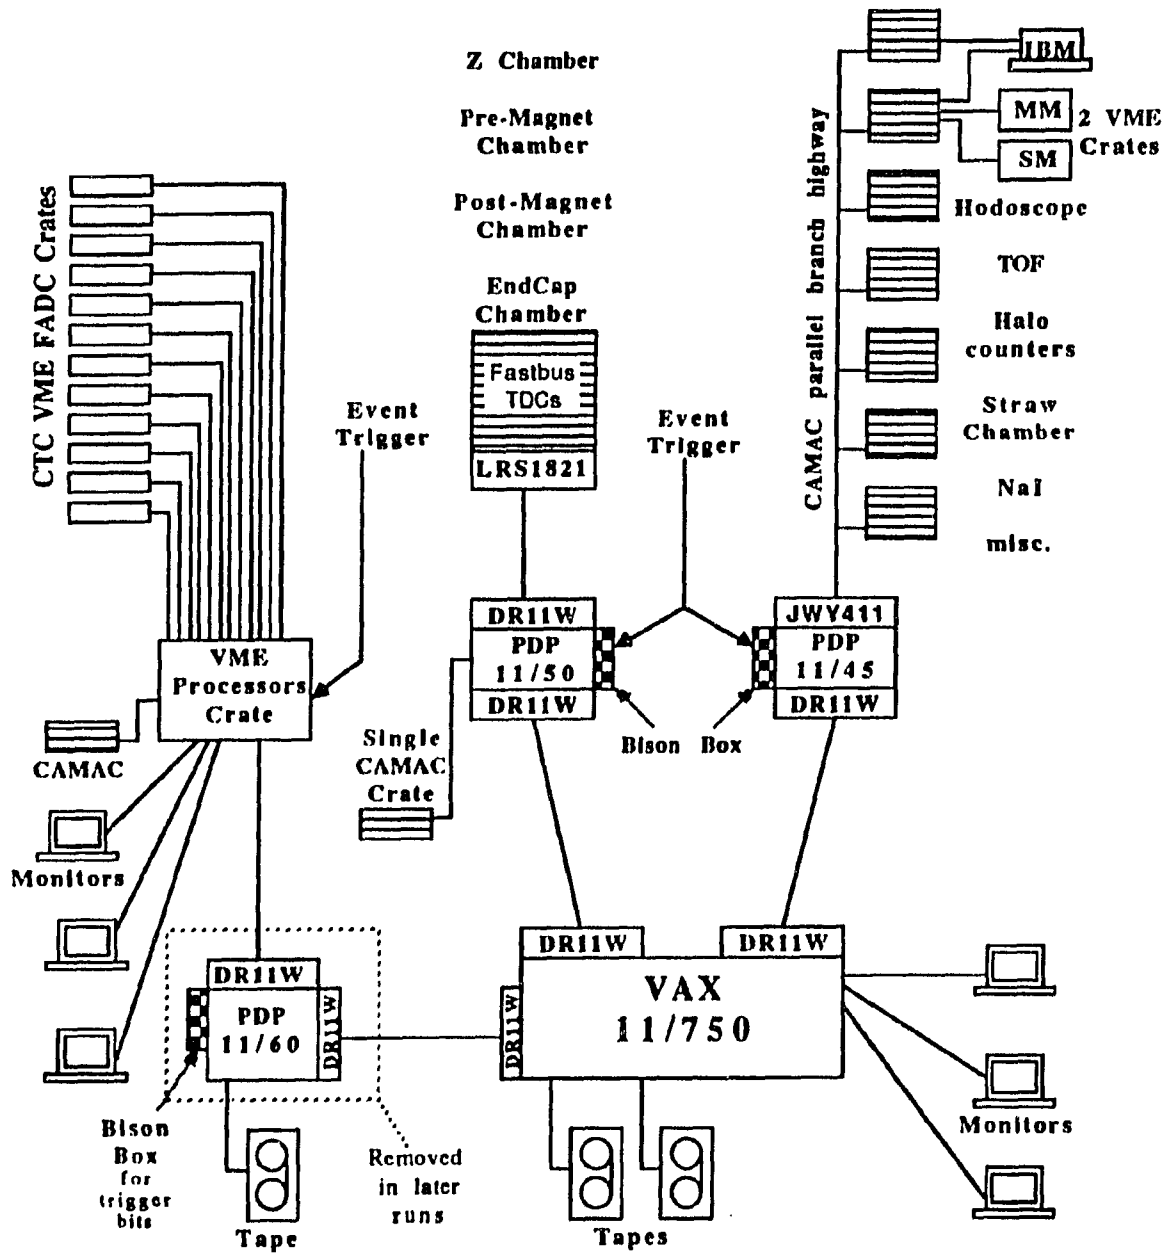 Z Chamber
Pre-Magnet
Chamber
Post-Magnet
Chamber
EndCap
Chamber
Fastbus
TDCs
LRS1821
CTC VME FADC Crates
Event
Trigger
Event
Trigger
CAMAC parallel branch highway
IBM
MM
SM
2 VME
Crates
Hodoscope
TOF
Halo
counters
Straw
Chamber
NaI
misc.
VME
Processors
Crate
CAMAC
Monitors
DR11W
PDP
11/50
DR11W
Single
CAMAC
Crate
Bison Box
JWY411
PDP
11/45
DR11W
DR11W
PDP
11/60
DR11W
Bison
Box
for
trigger
bits
Tape
Removed
in later
runs
DR11W
DR11W
DR11W
VAX
11/750
Tapes
Monitors